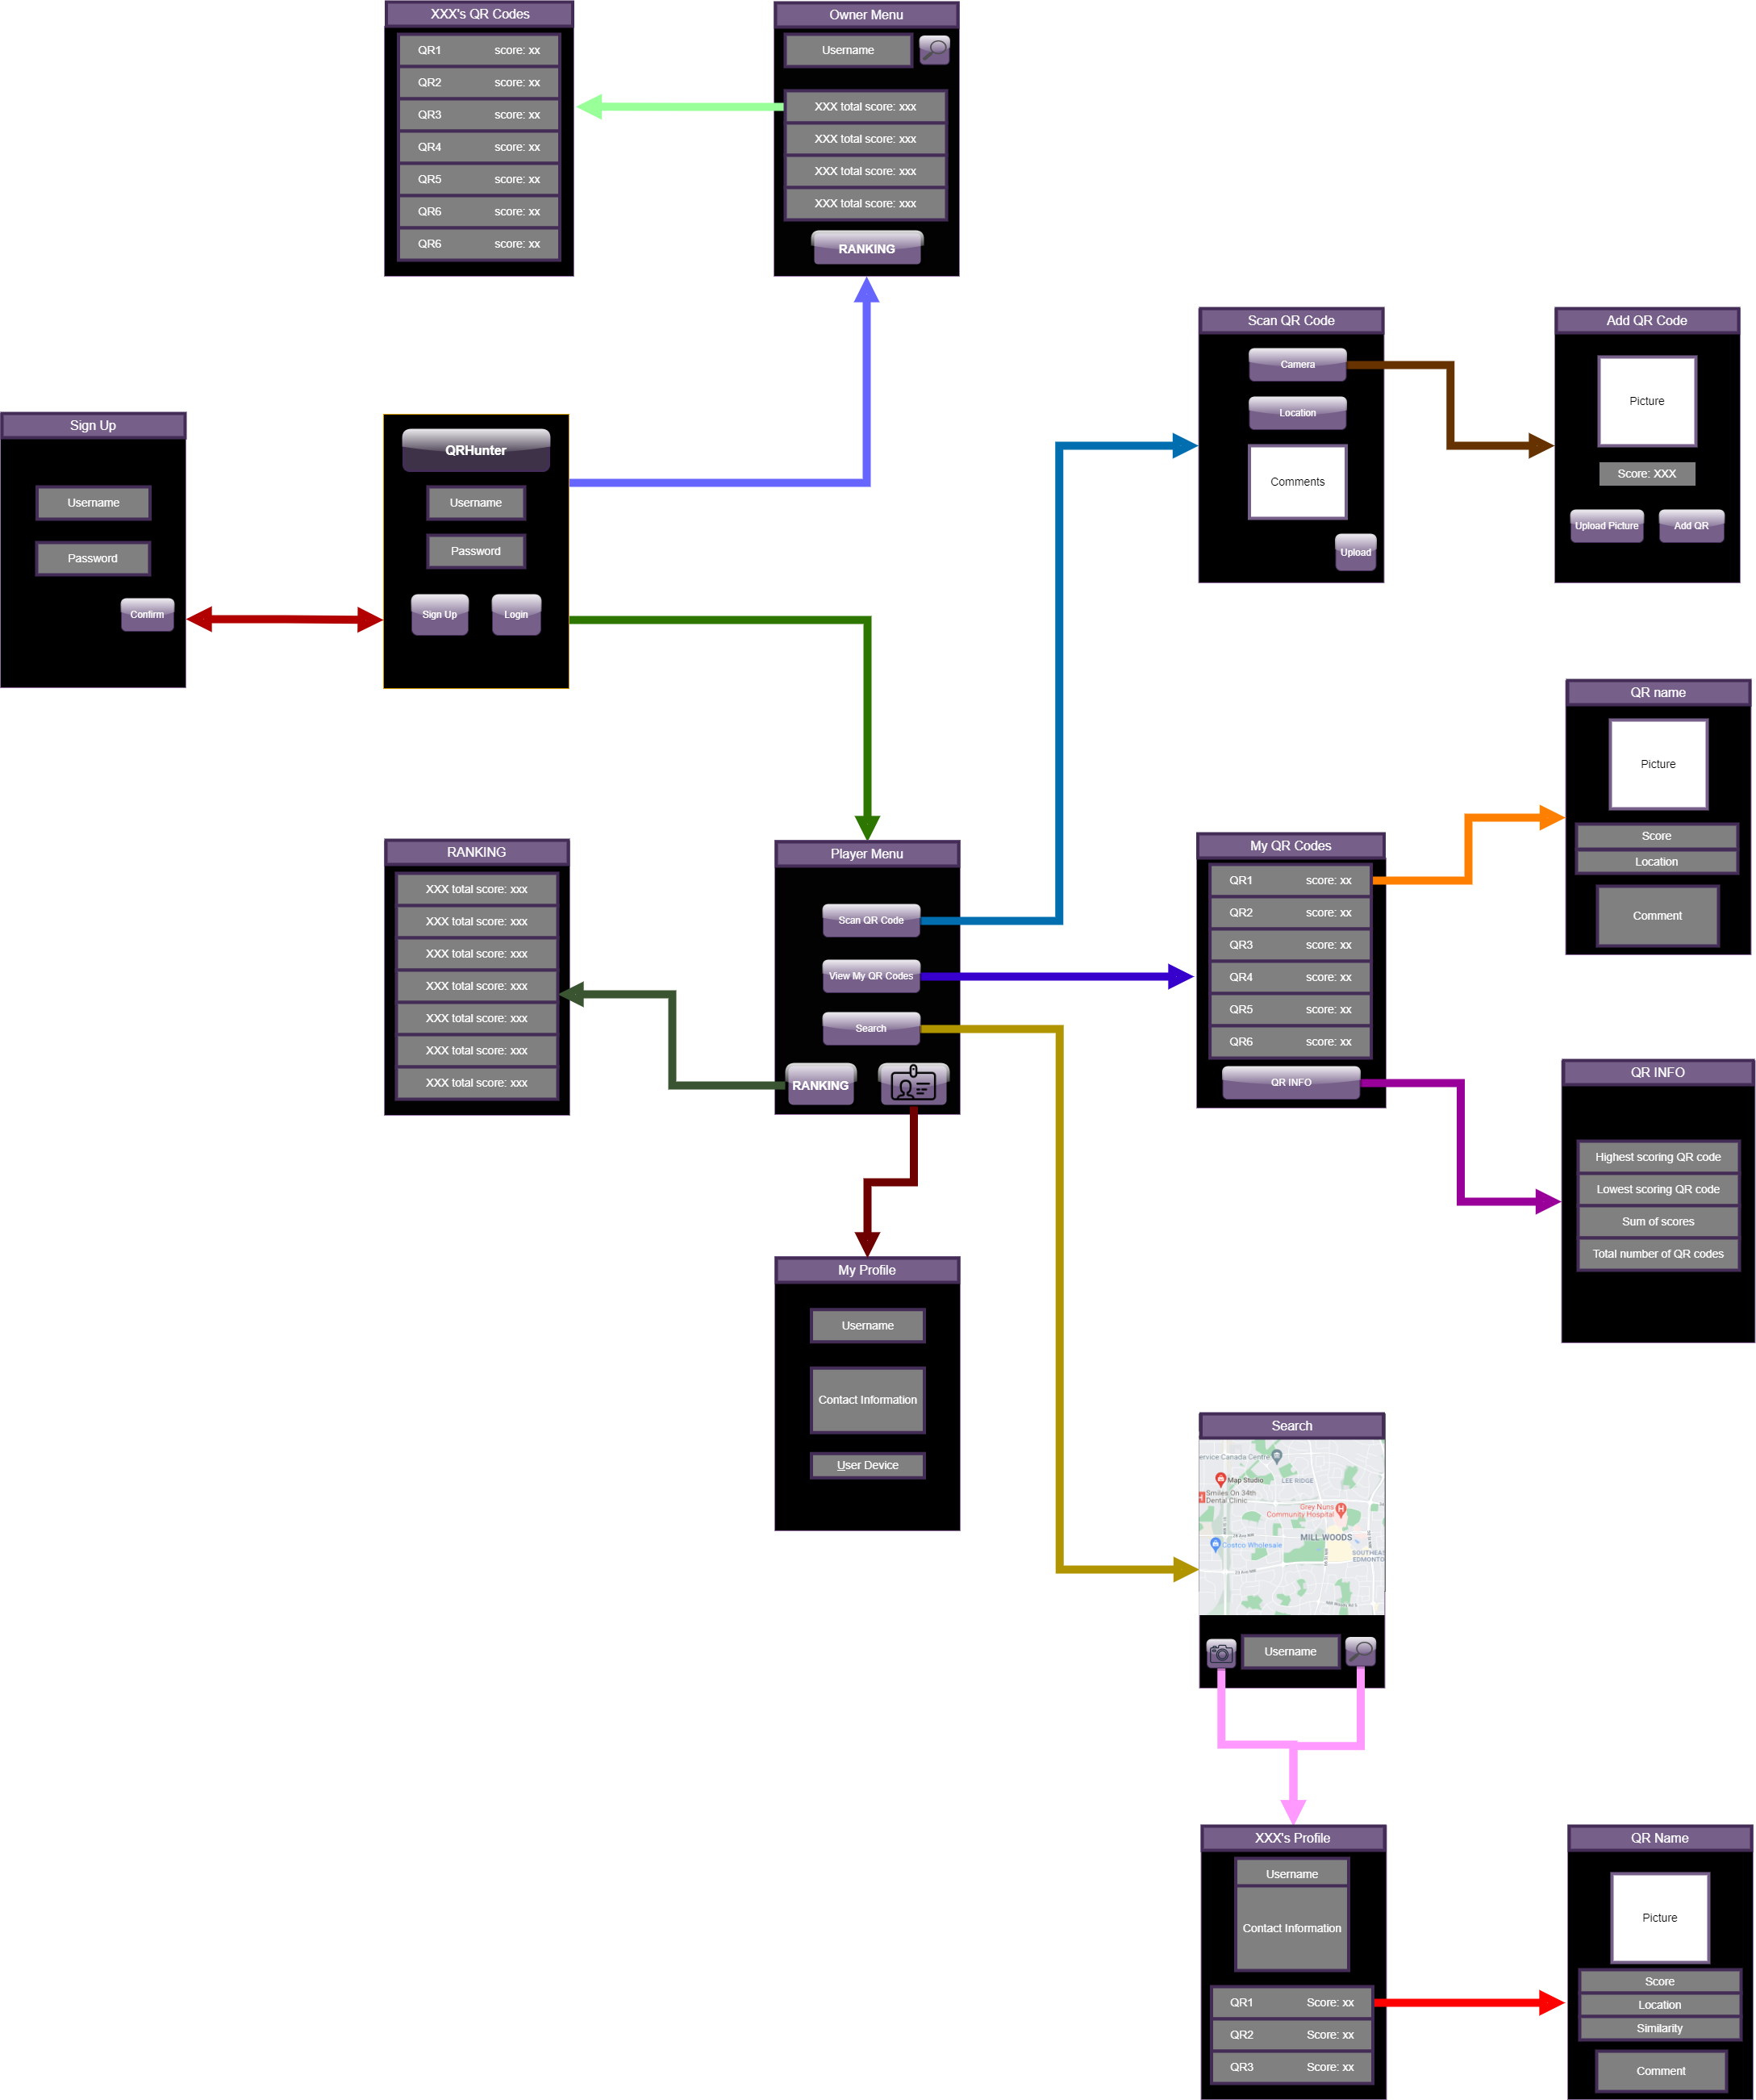 XXX's QR Codes
QR1 score: xx
QR2 score: xx
QR3 score: xx
QR4 score: xx
QR5 score: xx
QR6 score: xx
QR6 score: xx
Owner Menu
Username
XXX total score: xxx
XXX total score: xxx
XXX total score: xxx
XXX total score: xxx
RANKING
Scan QR Code
Camera
Location
Comments
Upload
Add QR Code
Picture
Score: XXX
Upload Picture
Add QR
Sign Up
Username
Password
Confirm
QRHunter
Username
Password
Sign Up
Login
QR name
Picture
Score
Location
Comment
RANKING
XXX total score: xxx
XXX total score: xxx
XXX total score: xxx
XXX total score: xxx
XXX total score: xxx
XXX total score: xxx
XXX total score: xxx
Player Menu
Scan QR Code
View My QR Codes
Search
RANKING
My QR Codes
QR1 score: xx
QR2 score: xx
QR3 score: xx
QR4 score: xx
QR5 score: xx
QR6 score: xx
QR INFO
QR INFO
Highest scoring QR code
Lowest scoring QR code
Sum of scores
Total number of QR codes
My Profile
Username
Contact Information
User Device
Search
ervice Canada Centre
Map Studio
LEE RIDGE
Smiles On 34th
Dental Clinic
Grey Nuns
Community Hospital
MILL WOODS
Costco Wholesale
SOUTHEAS
EDMONTO
Username
XXX's Profile
Username
Contact Information
QR1 Score: xx
QR2 Score: xx
QR3 Score: xx
QR Name
Picture
Score
Location
Similarity
Comment